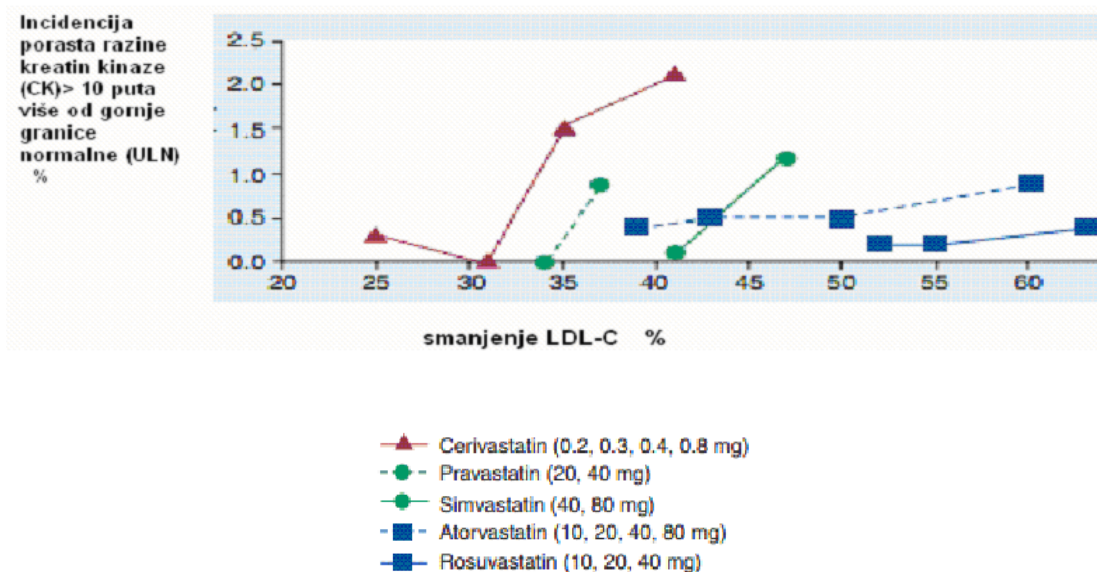 Incidencija
porasta razine
kreatin kinaze
(CK)> 10 puta
više od gornje
granice
normalne (ULN)
%
2.5
2.0
1.5
1.0
0.5
0.0
20 25 30 35 40 45 50 55 60
smanjenje LDL-C %
Cerivastatin (0.2, 0.3, 0.4, 0.8 mg)
Pravastatin (20, 40 mg)
Simvastatin (40, 80 mg)
Atorvastatin (10, 20, 40, 80 mg)
Rosuvastatin (10, 20, 40 mg)